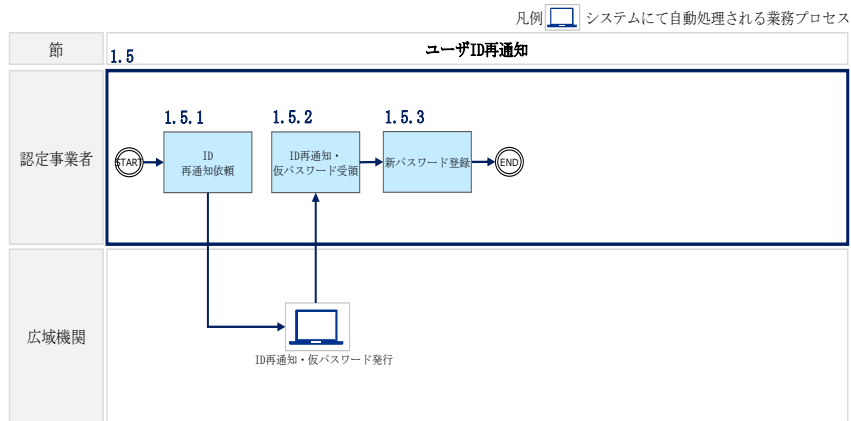 凡例 システムにて自動処理される業務プロセス
節
1.5
ユーザID再通知
認定事業者
START
1.5.1
ID
再通知依頼
1.5.2
ID再通知・
仮パスワード受領
1.5.3
新パスワード登録
END
広域機関
ID再通知・仮パスワード発行